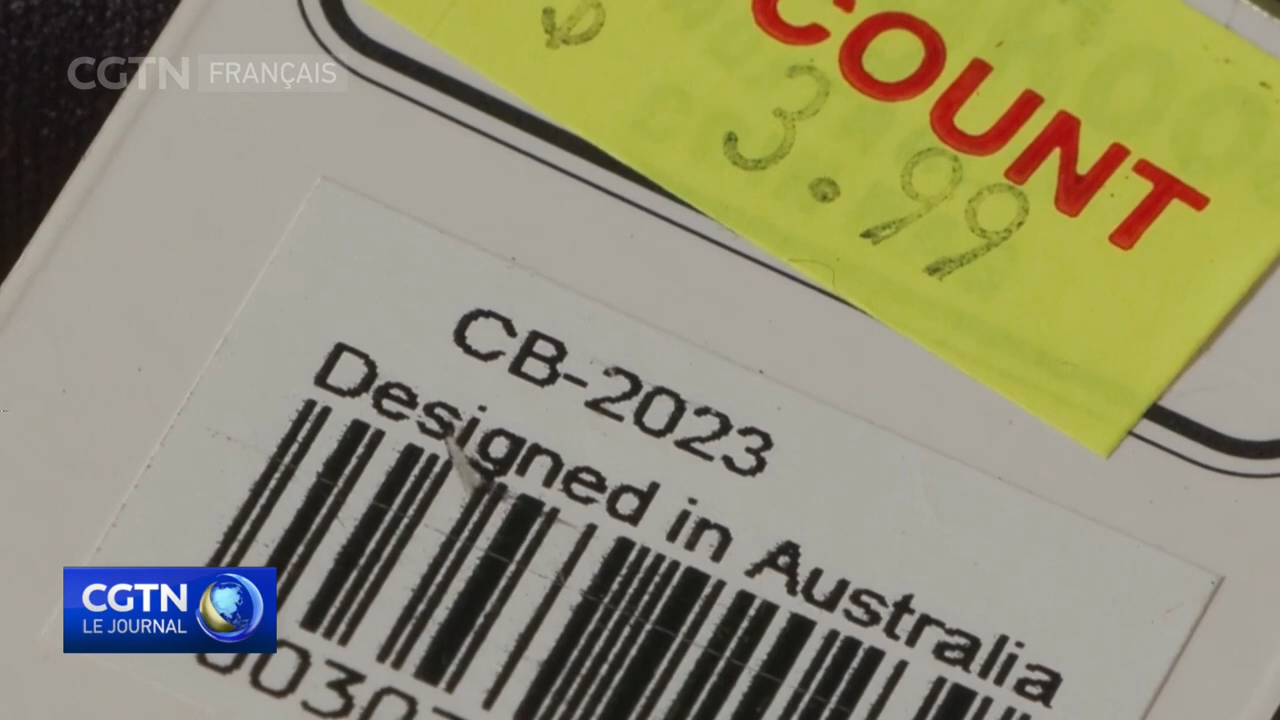 CGTN FRANÇAIS
COUNT
$ 3.99
CB-2023
Designed in Australia
CGTN
LE JOURNAL